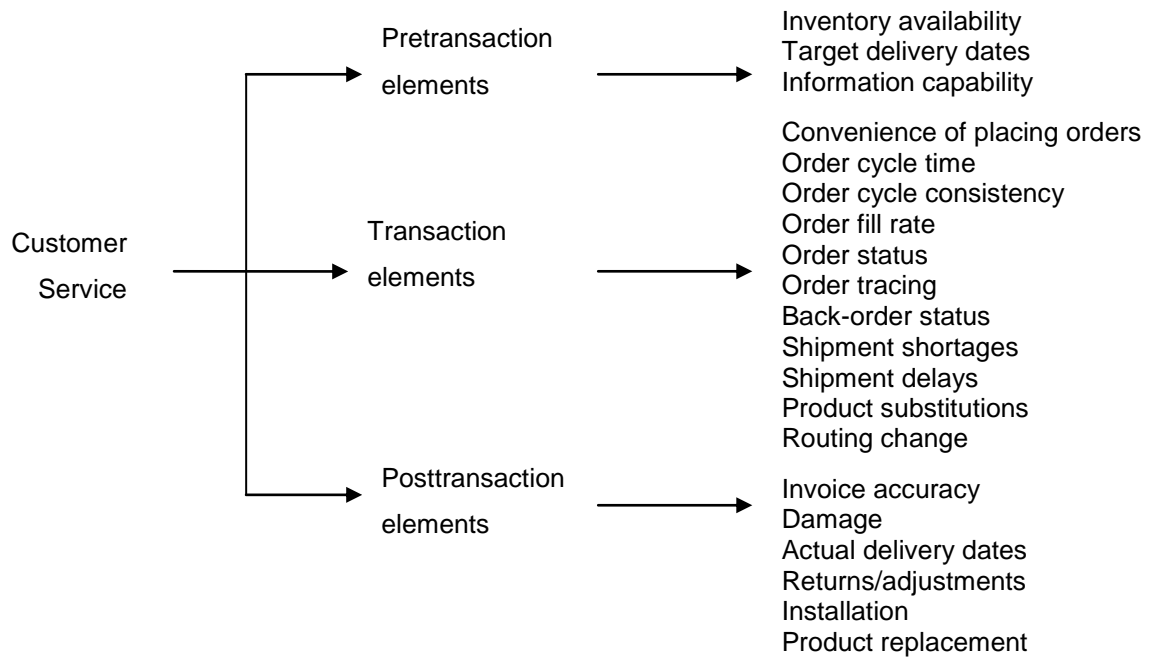 Customer
Service
Pretransaction
elements
Inventory availability
Target delivery dates
Information capability
Transaction
elements
Convenience of placing orders
Order cycle time
Order cycle consistency
Order fill rate
Order status
Order tracing
Back-order status
Shipment shortages
Shipment delays
Product substitutions
Routing change
Posttransaction
elements
Invoice accuracy
Damage
Actual delivery dates
Returns/adjustments
Installation
Product replacement